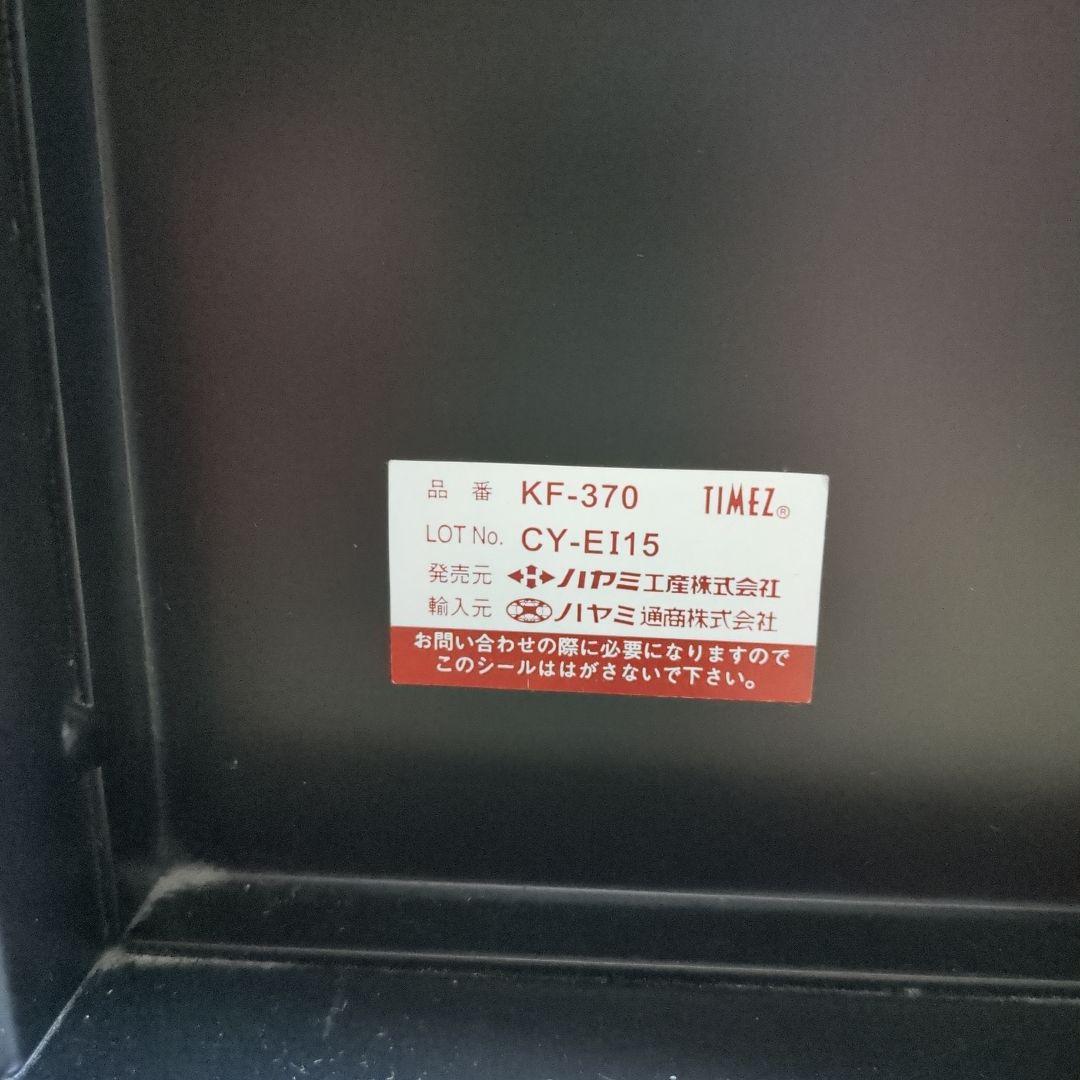 品番 KF-370 TIMEZ®
LOT No. CY-EI15
発売元 ハヤミ工産株式会社
輸入元 ハヤミ通商株式会社
お問い合わせの際に必要になりますので
このシールははがさないで下さい。